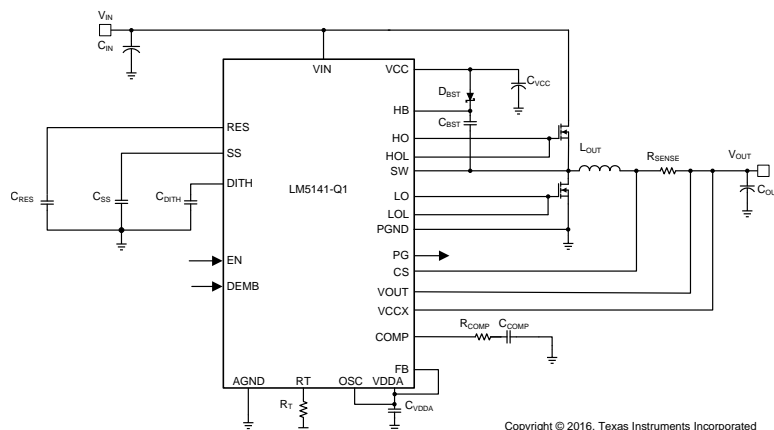 VIN
CIN
VIN
VCC
DBST
CVCC
HB
CBST
HO
HOL
SW
LOUT
RSENSE
VOUT
COU
RES
SS
DITH
LM5141-Q1
CRES
CSS
CDITH
LO
LOL
PGND
EN
DEMB
PG
CS
VOUT
VCCX
COMP
RCOMP
CCOMP
FB
AGND
RT
OSC
VDDA
RT
CVDDA
Copyright © 2016, Texas Instruments Incorporated